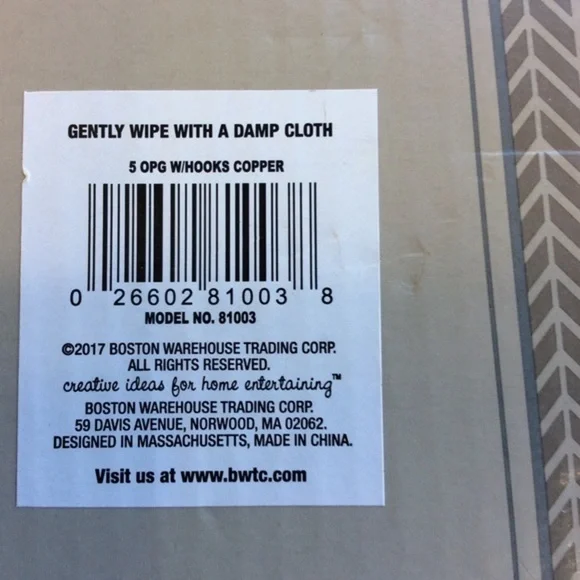 GENTLY WIPE WITH A DAMP CLOTH
5 OPG W/HOOKS COPPER
0 26602 81003 8
MODEL NO. 81003
©2017 BOSTON WAREHOUSE TRADING CORP.
ALL RIGHTS RESERVED.
creative ideas for home entertaining™
BOSTON WAREHOUSE TRADING CORP.
59 DAVIS AVENUE, NORWOOD, MA 02062.
DESIGNED IN MASSACHUSETTS, MADE IN CHINA.
Visit us at www.bwtc.com